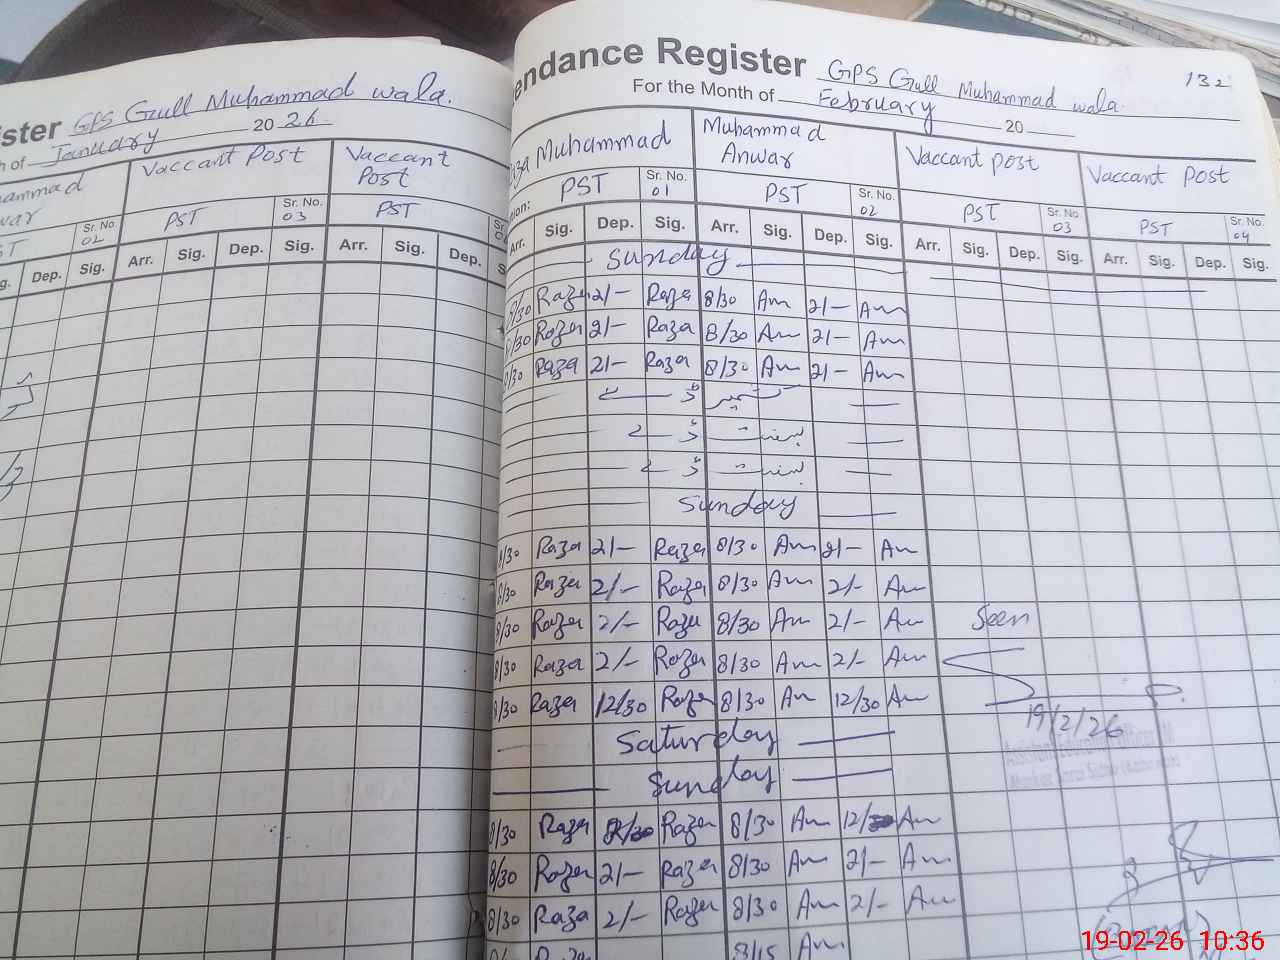 ister GPS Gull Muhammad wala.
h of January 2026
ammad
war
Vaccant Post
Vaccant Post
PST
Sr. No. 02
PST
Sr. No. 03
PST
g. Dep. Sig. Arr. Sig. Dep. Sig. Arr. Sig. Dep. S
endance Register GPS Gull Muhammad wala.
132
For the Month of February 20
Muhammad
Muhammad Anwar
Vaccant post
Vaccant post
PST Sr. No. 01 PST Sr. No. 02 PST Sr. No. 03 PST Sr. No. 04
Arr. Sig. Dep. Sig. Arr. Sig. Dep. Sig. Arr. Sig. Dep. Sig. Arr. Sig. Dep. Sig.
Sunday
8/30 Raza 2/- Raza 8/30 Am 2/- Am
8/30 Raza 2/- Raza 8/30 Am 2/- Am
8/30 Raza 2/- Raza 8/30 Am 2/- Am
کشمیر ڈے
بسنت ڈے
بسنت ڈے
Sunday
8/30 Raza 2/- Raza 8/30 Am 2/- Am
8/30 Raza 2/- Raza 8/30 Am 2/- Am
8/30 Raza 2/- Raza 8/30 Am 2/- Am
Seen
8/30 Raza 2/- Raza 8/30 Am 2/- Am
8/30 Raza 12/30 Raza 8/30 Am 12/30 Am
19/2/26
Saturday
Sunday
8/30 Raza Raza 8/30 Am 12/30 Am
8/30 Raza 2/- Raza 8/30 Am 2/- Am
8/30 Raza 2/- Raza 8/30 Am 2/- Am
Raza 8/15 Am
19-02-26 10:36